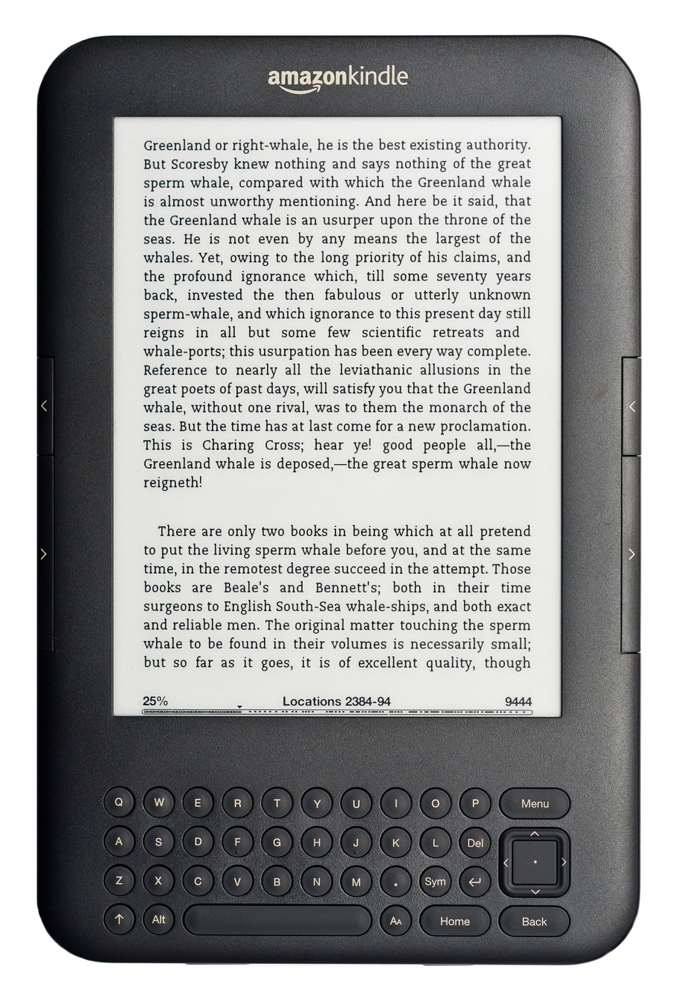 amazonkindle
Greenland or right-whale, he is the best existing authority.
But Scoresby knew nothing and says nothing of the great
sperm whale, compared with which the Greenland whale
is almost unworthy mentioning. And here be it said, that
the Greenland whale is an usurper upon the throne of the
seas. He is not even by any means the largest of the
whales. Yet, owing to the long priority of his claims, and
the profound ignorance which, till some seventy years
back, invested the then fabulous or utterly unknown
sperm-whale, and which ignorance to this present day still
reigns in all but some few scientific retreats and
whale-ports; this usurpation has been every way complete.
Reference to nearly all the leviathanic allusions in the
great poets of past days, will satisfy you that the Greenland
whale, without one rival, was to them the monarch of the
seas. But the time has at last come for a new proclamation.
This is Charing Cross; hear ye! good people all,—the
Greenland whale is deposed,—the great sperm whale now
reigneth!
There are only two books in being which at all pretend
to put the living sperm whale before you, and at the same
time, in the remotest degree succeed in the attempt. Those
books are Beale's and Bennett's; both in their time
surgeons to English South-Sea whale-ships, and both exact
and reliable men. The original matter touching the sperm
whale to be found in their volumes is necessarily small;
but so far as it goes, it is of excellent quality, though
25% Locations 2384-94 9444
Q W E R T Y U I O P Menu
A S D F G H J K L Del
Z X C V B N M . Sym ↵
↑ Alt AA Home Back